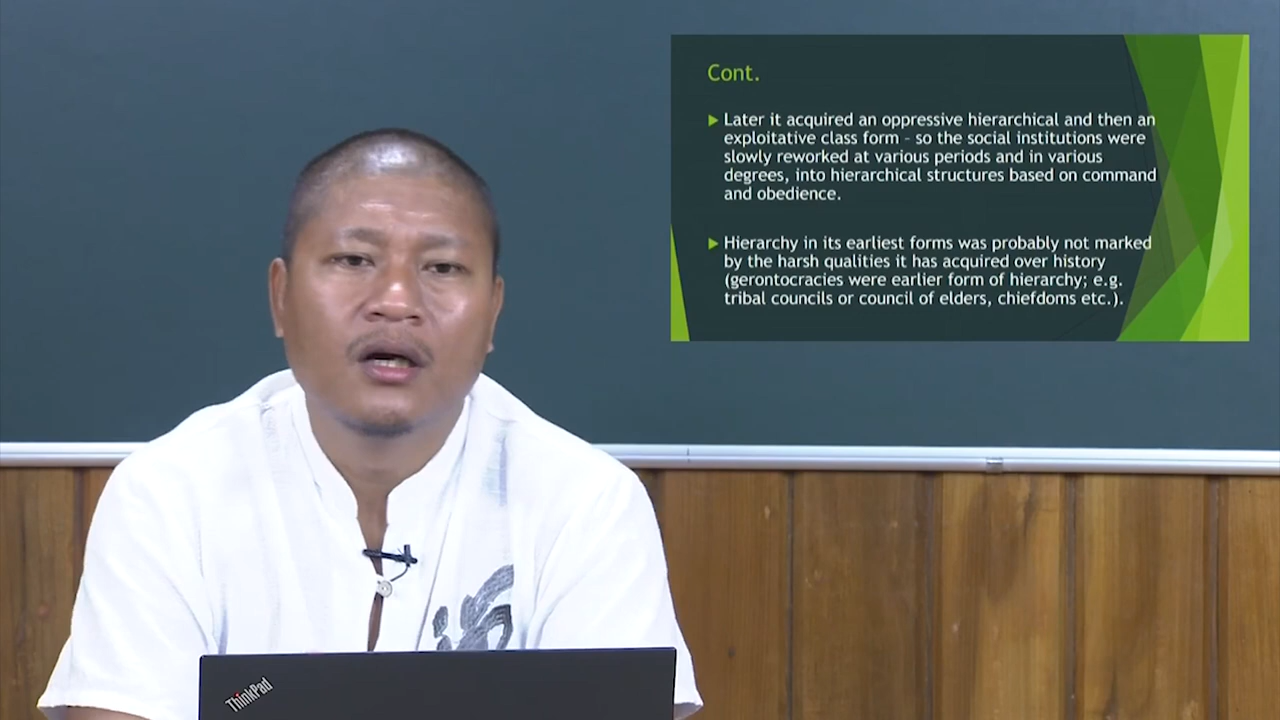 Cont.
Later it acquired an oppressive hierarchical and then an
exploitative class form – so the social institutions were
slowly reworked at various periods and in various
degrees, into hierarchical structures based on command
and obedience.
Hierarchy in its earliest forms was probably not marked
by the harsh qualities it has acquired over history
(gerontocracies were earlier form of hierarchy; e.g.
tribal councils or council of elders, chiefdoms etc.).
ThinkPad